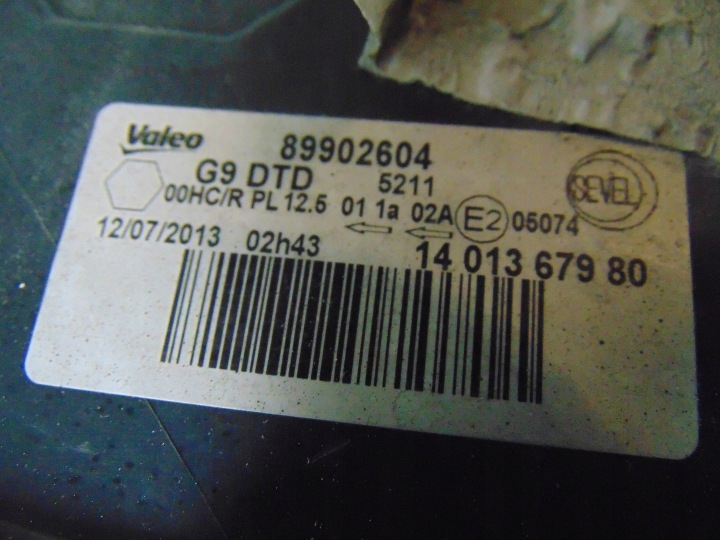 Valeo 89902604
G9 DTD 5211 SEVEL
00HC/R PL 12.5 01 1a 02A E2 05074
12/07/2013 02h43 14 013 679 80